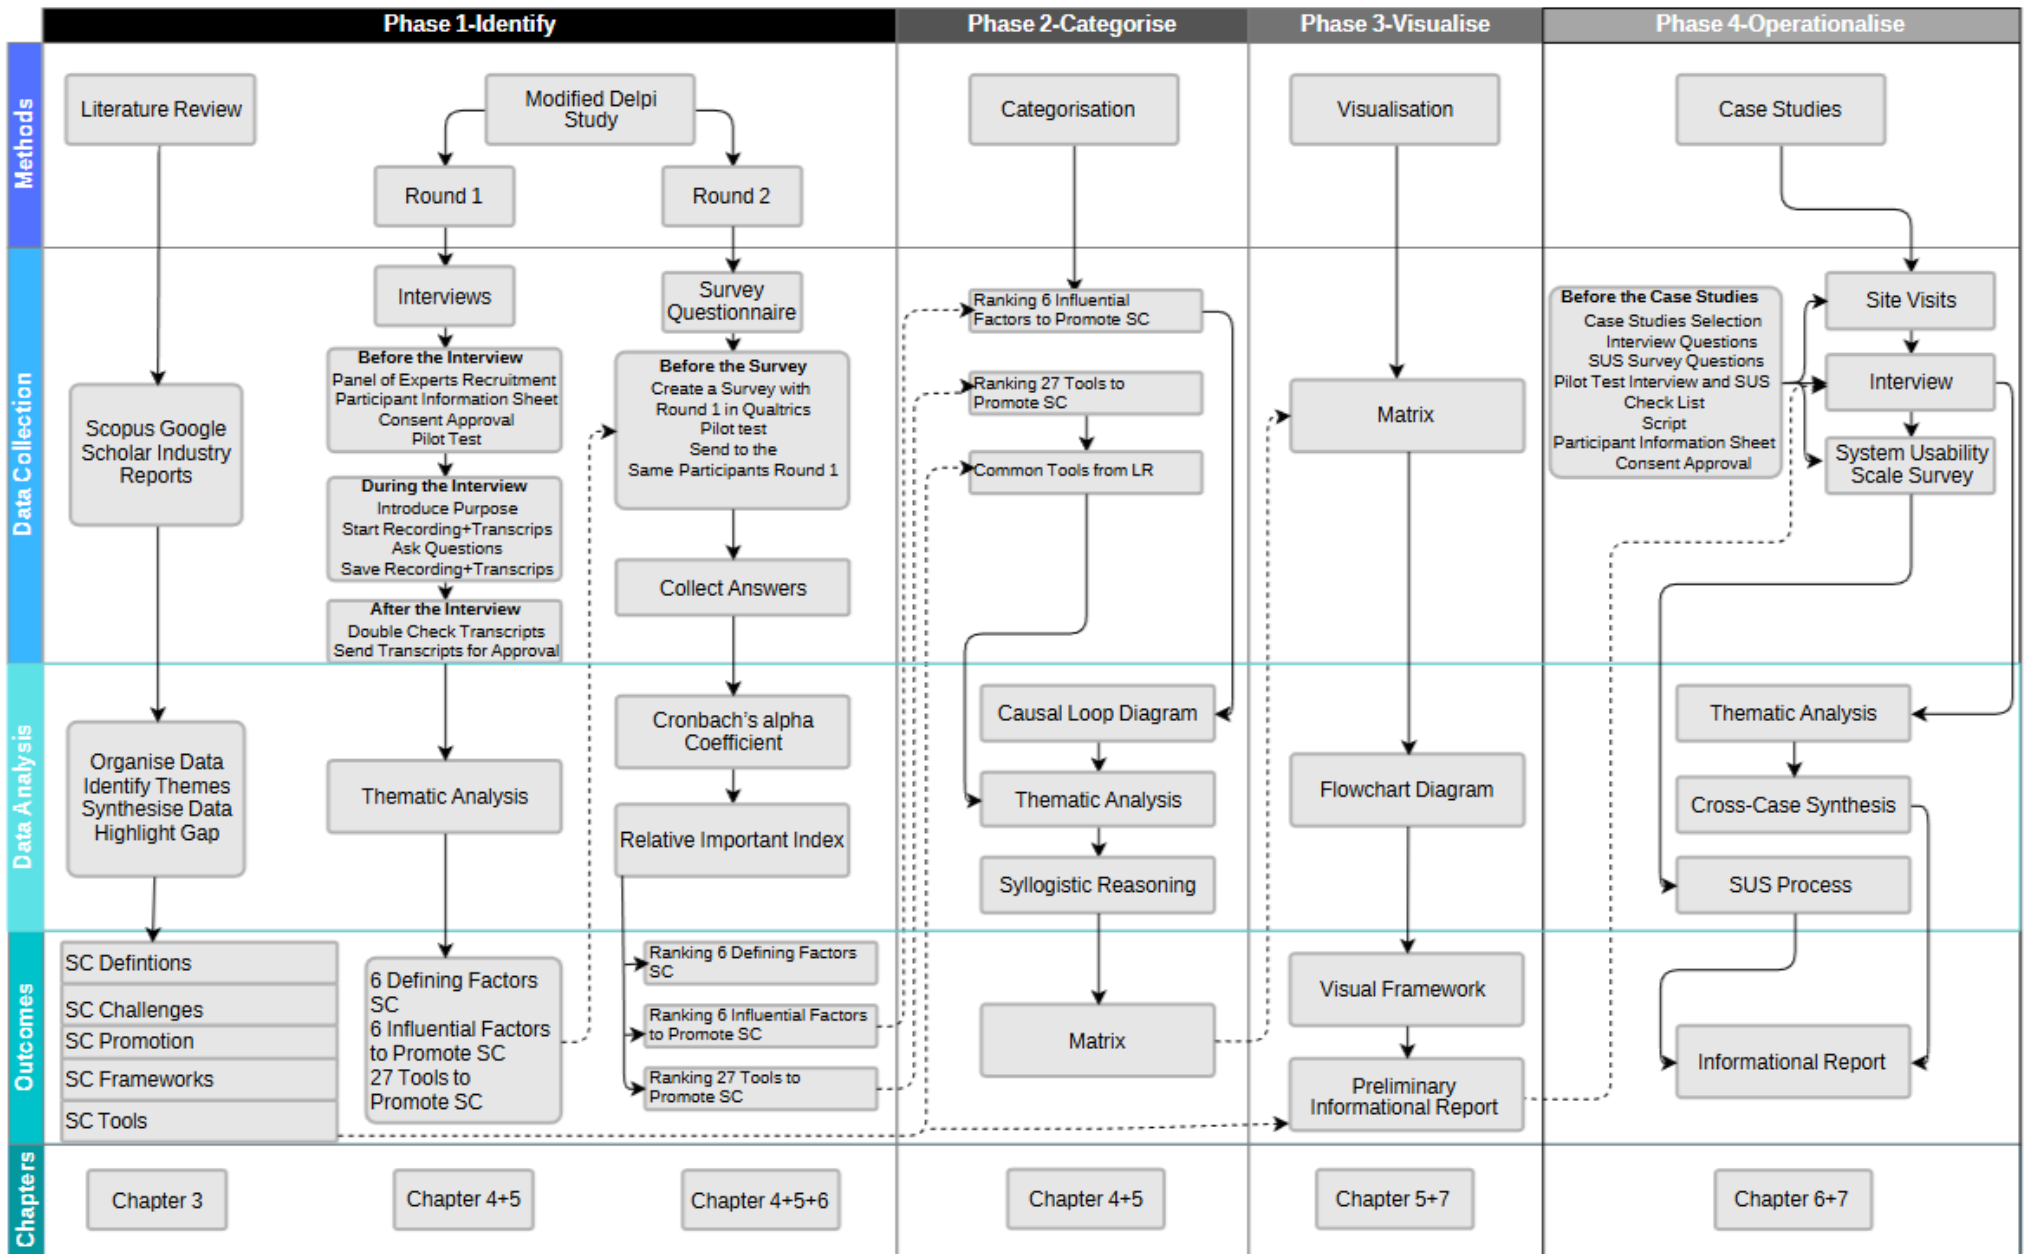 Phase 1-Identify
Phase 2-Categorise
Phase 3-Visualise
Phase 4-Operationalise
Methods
Literature Review
Modified Delpi
Study
Round 1
Round 2
Categorisation
Visualisation
Case Studies
Data Collection
Scopus Google
Scholar Industry
Reports
Interviews
Before the Interview
Panel of Experts Recruitment
Participant Information Sheet
Consent Approval
Pilot Test
During the Interview
Introduce Purpose
Start Recording+Transcrips
Ask Questions
Save Recording+Transcrips
After the Interview
Double Check Transcripts
Send Transcripts for Approval
Survey
Questionnaire
Before the Survey
Create a Survey with
Round 1 in Qualtrics
Pilot test
Send to the
Same Participants Round 1
Collect Answers
Ranking 6 Influential
Factors to Promote SC
Ranking 27 Tools to
Promote SC
Common Tools from LR
Matrix
Before the Case Studies
Case Studies Selection
Interview Questions
SUS Survey Questions
Pilot Test Interview and SUS
Check List
Script
Participant Information Sheet
Consent Approval
Site Visits
Interview
System Usability
Scale Survey
Data Analysis
Organise Data
Identify Themes
Synthesise Data
Highlight Gap
Thematic Analysis
Cronbach's alpha
Coefficient
Relative Important Index
Causal Loop Diagram
Thematic Analysis
Syllogistic Reasoning
Flowchart Diagram
Thematic Analysis
Cross-Case Synthesis
SUS Process
Outcomes
SC Defintions
SC Challenges
SC Promotion
SC Frameworks
SC Tools
6 Defining Factors
SC
6 Influential Factors
to Promote SC
27 Tools to
Promote SC
Ranking 6 Defining Factors
SC
Ranking 6 Influential Factors
to Promote SC
Ranking 27 Tools to
Promote SC
Matrix
Visual Framework
Preliminary
Informational Report
Informational Report
Chapters
Chapter 3
Chapter 4+5
Chapter 4+5+6
Chapter 4+5
Chapter 5+7
Chapter 6+7